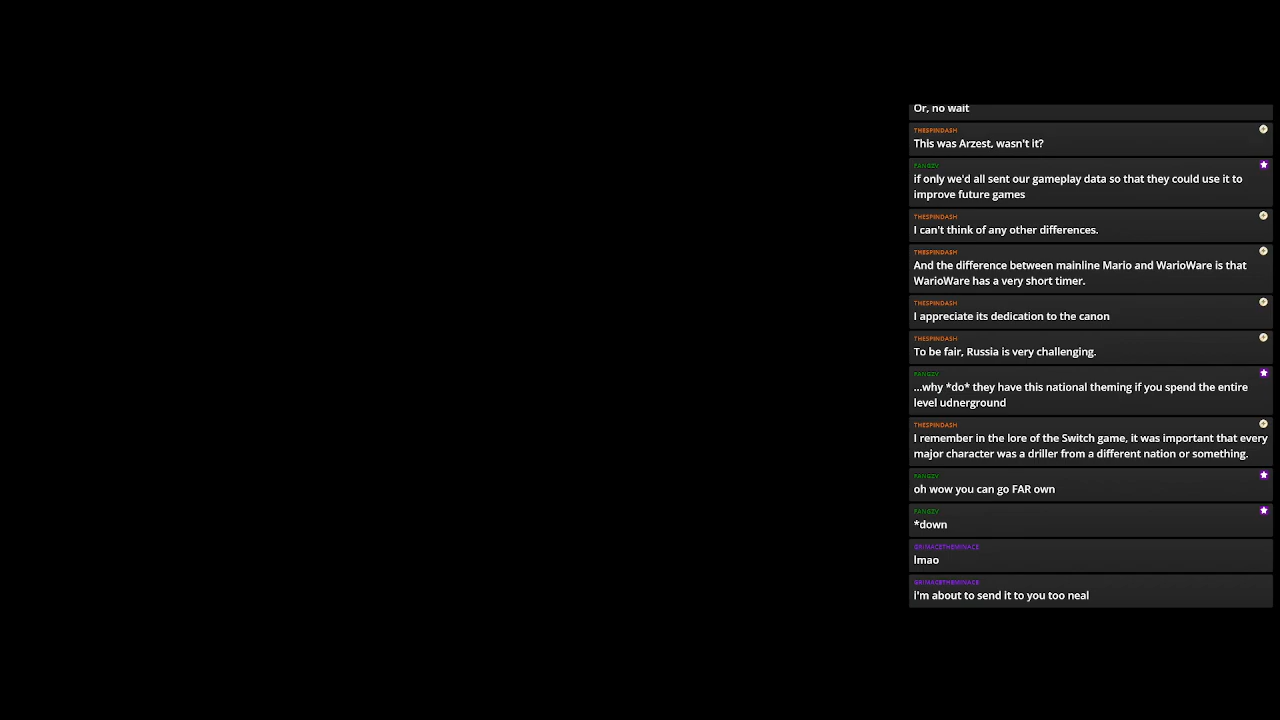 Or, no wait
THESPINDASH
This was Arzest, wasn't it?
FANGZV
if only we'd all sent our gameplay data so that they could use it to
improve future games
THESPINDASH
I can't think of any other differences.
THESPINDASH
And the difference between mainline Mario and WarioWare is that
WarioWare has a very short timer.
THESPINDASH
I appreciate its dedication to the canon
THESPINDASH
To be fair, Russia is very challenging.
FANGZV
...why *do* they have this national theming if you spend the entire
level udnerground
THESPINDASH
I remember in the lore of the Switch game, it was important that every
major character was a driller from a different nation or something.
FANGZV
oh wow you can go FAR own
FANGZV
*down
GRIMACETHEMINACE
lmao
GRIMACETHEMINACE
i'm about to send it to you too neal